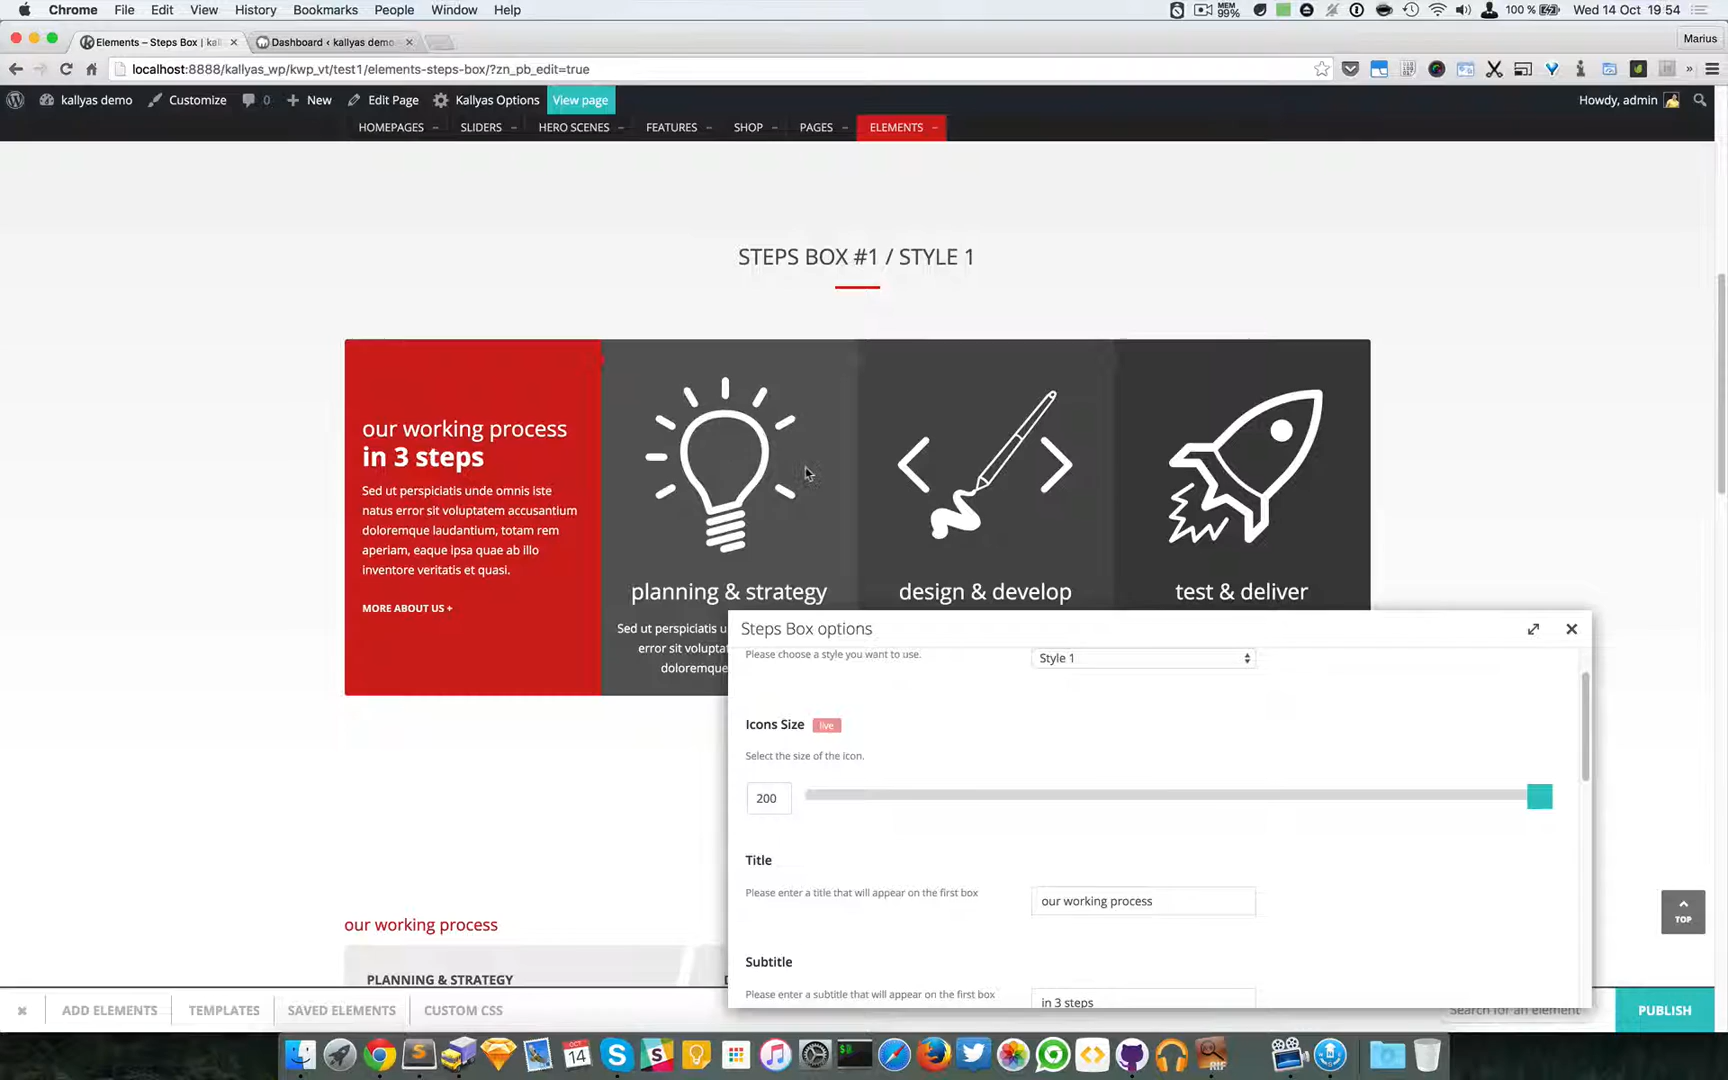 Chrome File Edit View History Bookmarks People Window Help
MEM 99% 100 % Wed 14 Oct 19:54
Elements – Steps Box | kal
Dashboard ‹ kallyas demo
Marius
localhost:8888/kallyas_wp/kwp_vt/test1/elements-steps-box/?zn_pb_edit=true
kallyas demo Customize 0 New Edit Page Kallyas Options View page Howdy, admin
HOMEPAGES SLIDERS HERO SCENES FEATURES SHOP PAGES ELEMENTS
STEPS BOX #1 / STYLE 1
our working process
in 3 steps
Sed ut perspiciatis unde omnis iste
natus error sit voluptatem accusantium
doloremque laudantium, totam rem
aperiam, eaque ipsa quae ab illo
inventore veritatis et quasi.
MORE ABOUT US +
planning & strategy
Sed ut perspiciatis u
error sit voluptat
doloremque
design & develop
test & deliver
Steps Box options
Please choose a style you want to use.
Style 1
Icons Size live
Select the size of the icon.
200
Title
Please enter a title that will appear on the first box
our working process
Subtitle
Please enter a subtitle that will appear on the first box
in 3 steps
TOP
our working process
PLANNING & STRATEGY
ADD ELEMENTS TEMPLATES SAVED ELEMENTS CUSTOM CSS
Search for an element
PUBLISH
OCT
14
RIF